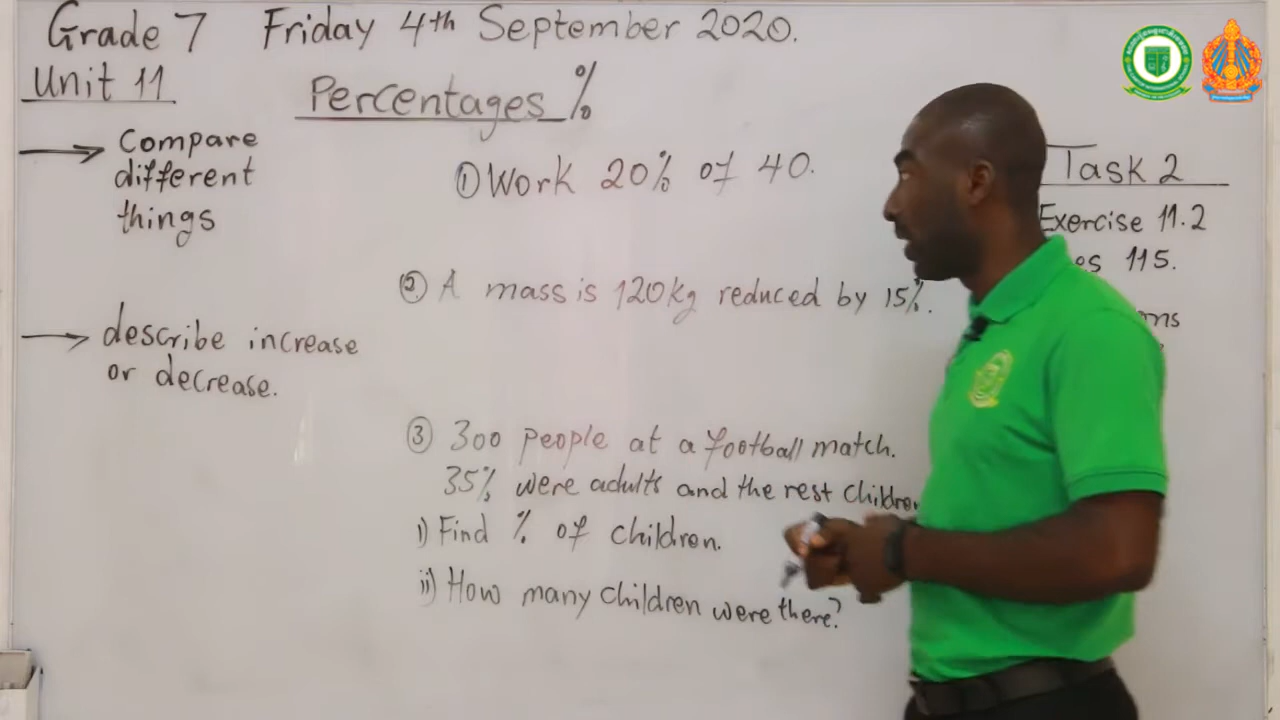 Grade 7 Friday 4th September 2020.
Unit 11
Percentages %
→ Compare
different
things
→ describe increase
or decrease.
① Work 20% of 40.
② A mass is 120kg reduced by 15%.
③ 300 people at a football match.
35% were adults and the rest children
i) Find % of children.
ii) How many children were there?
Task 2
Exercise 11.2
115.